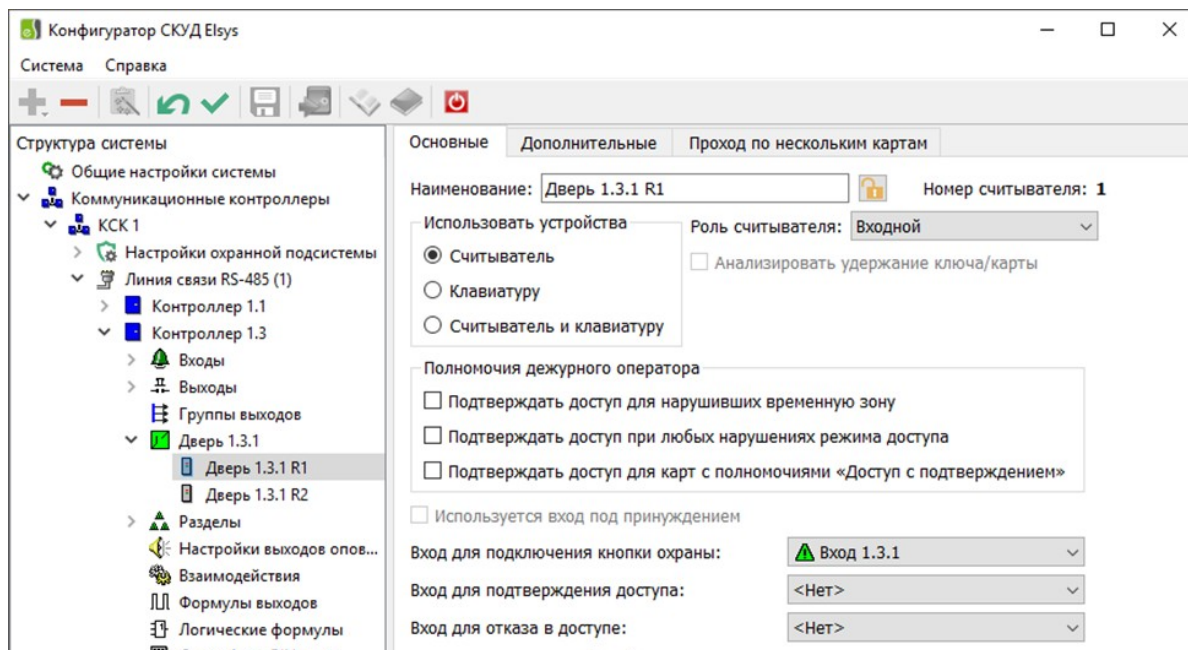 Конфигуратор СКУД Elsys
Система Справка
Структура системы
Общие настройки системы
Коммуникационные контроллеры
КСК 1
Настройки охранной подсистемы
Линия связи RS-485 (1)
Контроллер 1.1
Контроллер 1.3
Входы
Выходы
Группы выходов
Дверь 1.3.1
Дверь 1.3.1 R1
Дверь 1.3.1 R2
Разделы
Настройки выходов опов...
Взаимодействия
Формулы выходов
Логические формулы
Основные Дополнительные Проход по нескольким картам
Наименование: Дверь 1.3.1 R1 Номер считывателя: 1
Использовать устройства
Считыватель
Клавиатуру
Считыватель и клавиатуру
Роль считывателя: Входной
Анализировать удержание ключа/карты
Полномочия дежурного оператора
Подтверждать доступ для нарушивших временную зону
Подтверждать доступ при любых нарушениях режима доступа
Подтверждать доступ для карт с полномочиями «Доступ с подтверждением»
Используется вход под принуждением
Вход для подключения кнопки охраны: Вход 1.3.1
Вход для подтверждения доступа: <Нет>
Вход для отказа в доступе: <Нет>